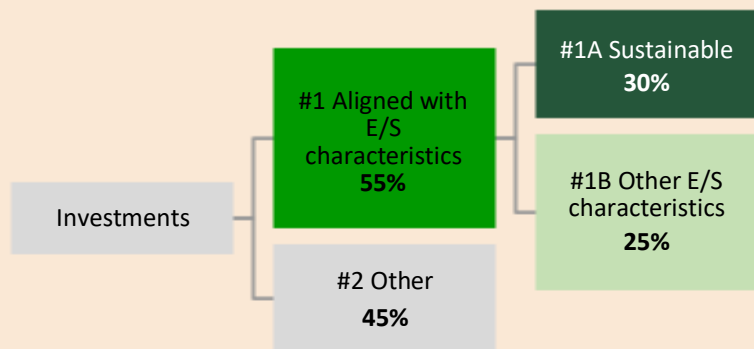 Investments
#1 Aligned with
E/S
characteristics
55%
#2 Other
45%
#1A Sustainable
30%
#1B Other E/S
characteristics
25%